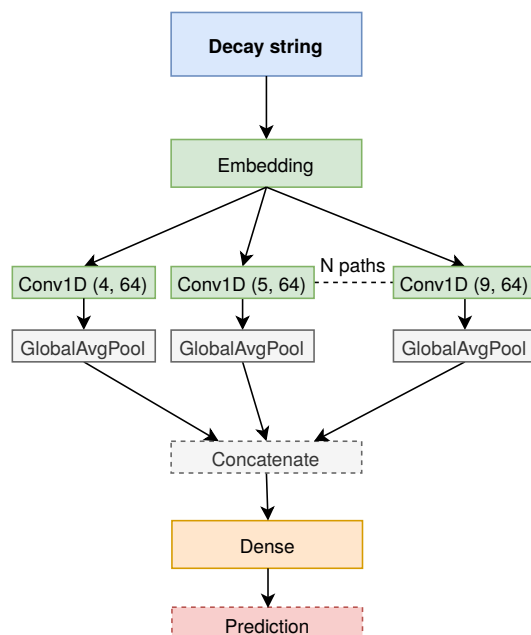 Decay string
Embedding
N paths
Conv1D (4, 64)
Conv1D (5, 64)
Conv1D (9, 64)
GlobalAvgPool
GlobalAvgPool
GlobalAvgPool
Concatenate
Dense
Prediction